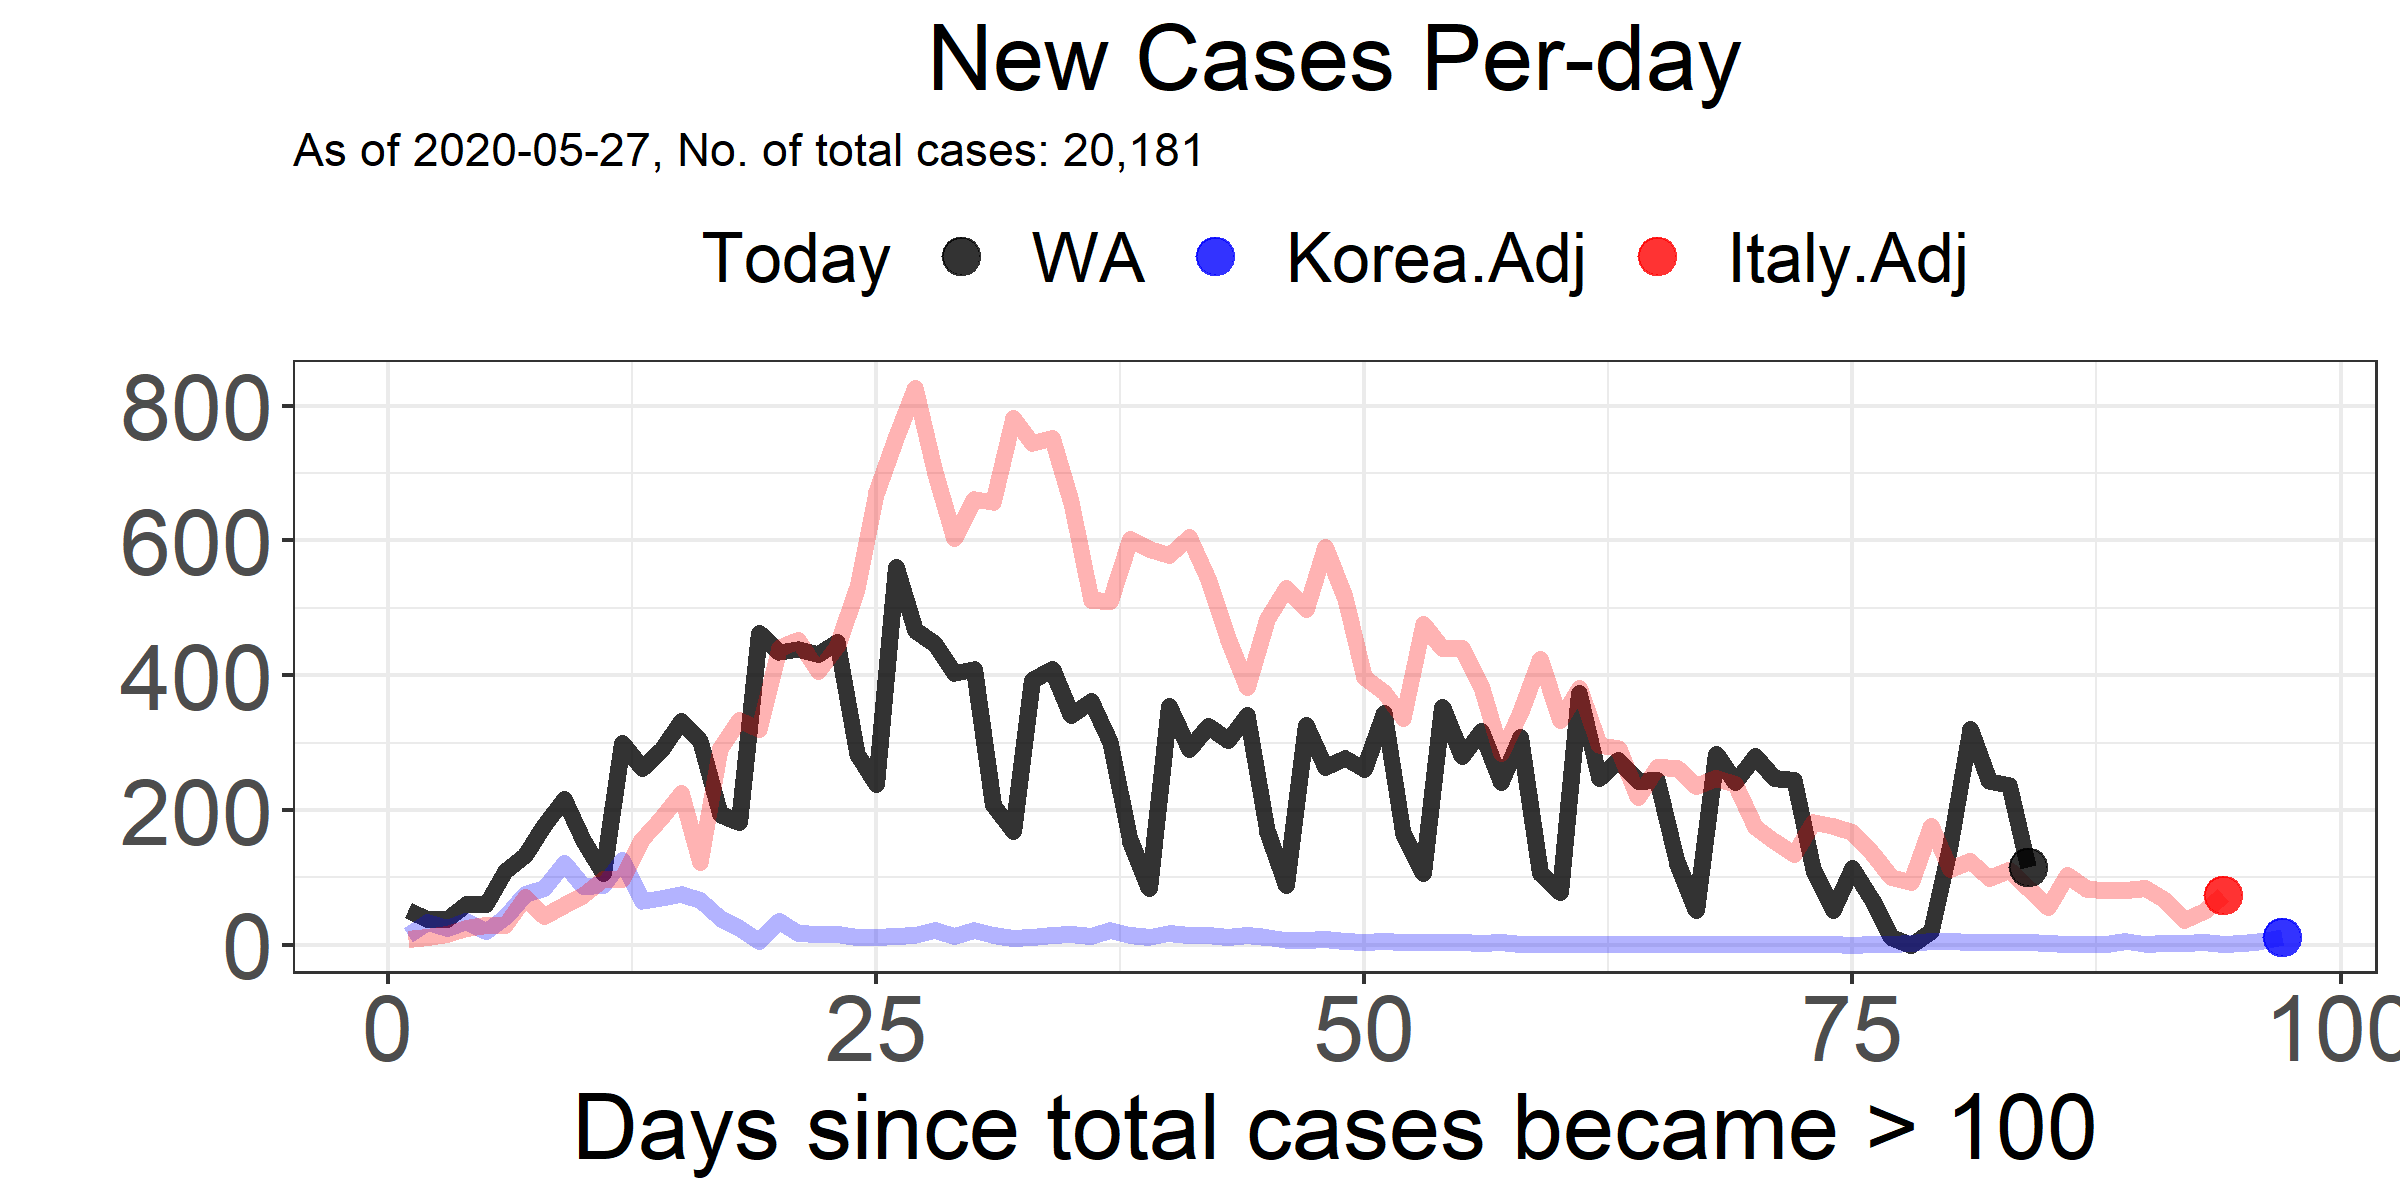 New Cases Per-day
As of 2020-05-27, No. of total cases: 20,181
Today WA Korea.Adj Italy.Adj
800
600
400
200
0
0 25 50 75 100
Days since total cases became > 100